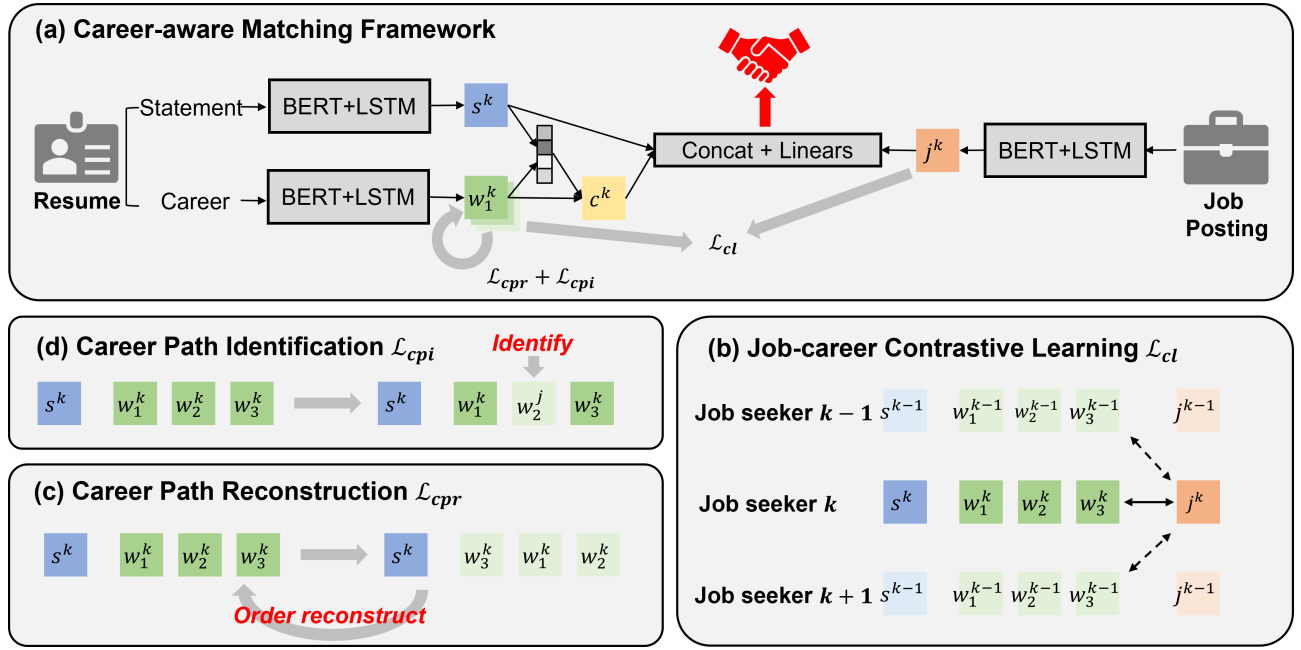 (a) Career-aware Matching Framework
Statement
BERT+LSTM
s^k
Concat + Linears
j^k
BERT+LSTM
Resume
Career
BERT+LSTM
w_1^k
c^k
Job
Posting
ℒ_cl
ℒ_cpr + ℒ_cpi
(d) Career Path Identification ℒ_cpi
Identify
s^k w_1^k w_2^k w_3^k s^k w_1^k w_2^j w_3^k
(c) Career Path Reconstruction ℒ_cpr
s^k w_1^k w_2^k w_3^k s^k w_3^k w_1^k w_2^k
Order reconstruct
(b) Job-career Contrastive Learning ℒ_cl
Job seeker k − 1 s^{k−1} w_1^{k−1} w_2^{k−1} w_3^{k−1} j^{k−1}
Job seeker k s^k w_1^k w_2^k w_3^k j^k
Job seeker k + 1 s^{k−1} w_1^{k−1} w_2^{k−1} w_3^{k−1} j^{k−1}